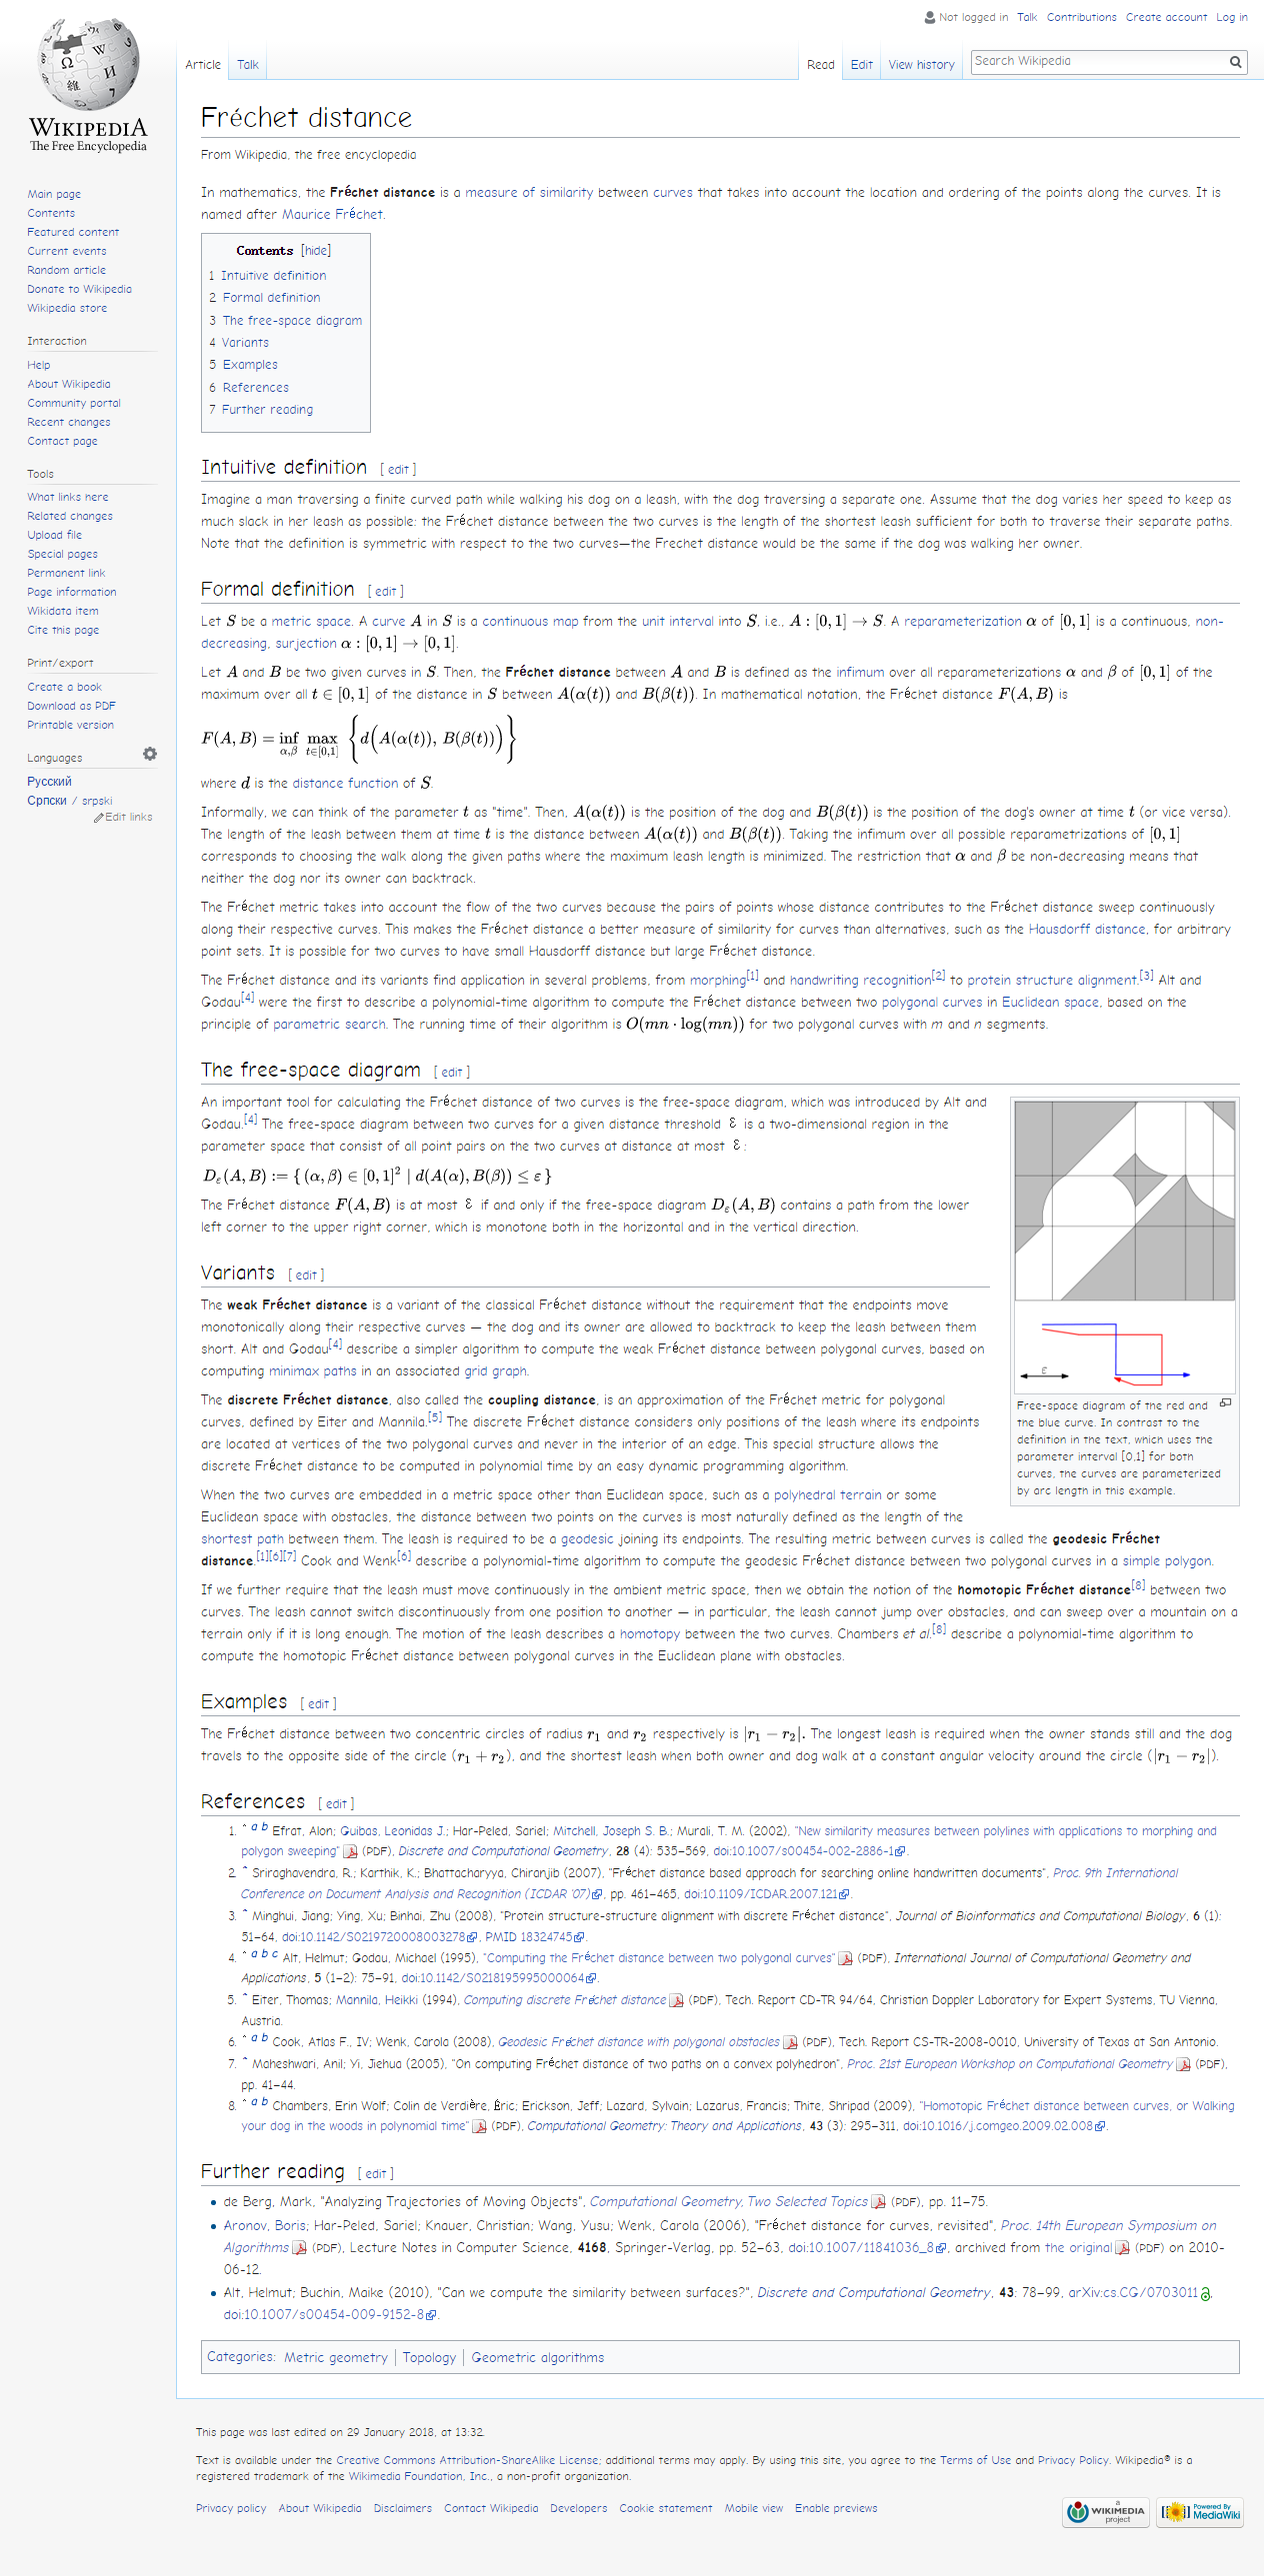 Not logged in Talk Contributions Create account Log in
Article Talk Read Edit View history Search Wikipedia
WIKIPEDIA
The Free Encyclopedia
Main page
Contents
Featured content
Current events
Random article
Donate to Wikipedia
Wikipedia store
Interaction
Help
About Wikipedia
Community portal
Recent changes
Contact page
Tools
What links here
Related changes
Upload file
Special pages
Permanent link
Page information
Wikidata item
Cite this page
Print/export
Create a book
Download as PDF
Printable version
Languages
Русский
Српски / srpski
Edit links
Fréchet distance
From Wikipedia, the free encyclopedia
In mathematics, the Fréchet distance is a measure of similarity between curves that takes into account the location and ordering of the points along the curves. It is
named after Maurice Fréchet.
Contents [hide]
1 Intuitive definition
2 Formal definition
3 The free-space diagram
4 Variants
5 Examples
6 References
7 Further reading
Intuitive definition [ edit ]
Imagine a man traversing a finite curved path while walking his dog on a leash, with the dog traversing a separate one. Assume that the dog varies her speed to keep as
much slack in her leash as possible: the Fréchet distance between the two curves is the length of the shortest leash sufficient for both to traverse their separate paths.
Note that the definition is symmetric with respect to the two curves—the Frechet distance would be the same if the dog was walking her owner.
Formal definition [ edit ]
Let S be a metric space. A curve A in S is a continuous map from the unit interval into S, i.e., A : [0, 1] → S. A reparameterization α of [0, 1] is a continuous, non-
decreasing, surjection α : [0, 1] → [0, 1].
Let A and B be two given curves in S. Then, the Fréchet distance between A and B is defined as the infimum over all reparameterizations α and β of [0, 1] of the
maximum over all t ∈ [0, 1] of the distance in S between A(α(t)) and B(β(t)). In mathematical notation, the Fréchet distance F(A, B) is
F(A, B) = inf α,β max t∈[0,1] { d( A(α(t)), B(β(t)) ) }
where d is the distance function of S.
Informally, we can think of the parameter t as "time". Then, A(α(t)) is the position of the dog and B(β(t)) is the position of the dog's owner at time t (or vice versa).
The length of the leash between them at time t is the distance between A(α(t)) and B(β(t)). Taking the infimum over all possible reparametrizations of [0, 1]
corresponds to choosing the walk along the given paths where the maximum leash length is minimized. The restriction that α and β be non-decreasing means that
neither the dog nor its owner can backtrack.
The Fréchet metric takes into account the flow of the two curves because the pairs of points whose distance contributes to the Fréchet distance sweep continuously
along their respective curves. This makes the Fréchet distance a better measure of similarity for curves than alternatives, such as the Hausdorff distance, for arbitrary
point sets. It is possible for two curves to have small Hausdorff distance but large Fréchet distance.
The Fréchet distance and its variants find application in several problems, from morphing[1] and handwriting recognition[2] to protein structure alignment.[3] Alt and
Godau[4] were the first to describe a polynomial-time algorithm to compute the Fréchet distance between two polygonal curves in Euclidean space, based on the
principle of parametric search. The running time of their algorithm is O(mn · log(mn)) for two polygonal curves with m and n segments.
The free-space diagram [ edit ]
An important tool for calculating the Fréchet distance of two curves is the free-space diagram, which was introduced by Alt and
Godau.[4] The free-space diagram between two curves for a given distance threshold ε is a two-dimensional region in the
parameter space that consist of all point pairs on the two curves at distance at most ε:
Dε(A, B) := { (α, β) ∈ [0, 1]² | d(A(α), B(β)) ≤ ε }
The Fréchet distance F(A, B) is at most ε if and only if the free-space diagram Dε(A, B) contains a path from the lower
left corner to the upper right corner, which is monotone both in the horizontal and in the vertical direction.
ε
Free-space diagram of the red and
the blue curve. In contrast to the
definition in the text, which uses the
parameter interval [0,1] for both
curves, the curves are parameterized
by arc length in this example.
Variants [ edit ]
The weak Fréchet distance is a variant of the classical Fréchet distance without the requirement that the endpoints move
monotonically along their respective curves — the dog and its owner are allowed to backtrack to keep the leash between them
short. Alt and Godau[4] describe a simpler algorithm to compute the weak Fréchet distance between polygonal curves, based on
computing minimax paths in an associated grid graph.
The discrete Fréchet distance, also called the coupling distance, is an approximation of the Fréchet metric for polygonal
curves, defined by Eiter and Mannila.[5] The discrete Fréchet distance considers only positions of the leash where its endpoints
are located at vertices of the two polygonal curves and never in the interior of an edge. This special structure allows the
discrete Fréchet distance to be computed in polynomial time by an easy dynamic programming algorithm.
When the two curves are embedded in a metric space other than Euclidean space, such as a polyhedral terrain or some
Euclidean space with obstacles, the distance between two points on the curves is most naturally defined as the length of the
shortest path between them. The leash is required to be a geodesic joining its endpoints. The resulting metric between curves is called the geodesic Fréchet
distance.[1][6][7] Cook and Wenk[6] describe a polynomial-time algorithm to compute the geodesic Fréchet distance between two polygonal curves in a simple polygon.
If we further require that the leash must move continuously in the ambient metric space, then we obtain the notion of the homotopic Fréchet distance[8] between two
curves. The leash cannot switch discontinuously from one position to another — in particular, the leash cannot jump over obstacles, and can sweep over a mountain on a
terrain only if it is long enough. The motion of the leash describes a homotopy between the two curves. Chambers et al.[8] describe a polynomial-time algorithm to
compute the homotopic Fréchet distance between polygonal curves in the Euclidean plane with obstacles.
Examples [ edit ]
The Fréchet distance between two concentric circles of radius r1 and r2 respectively is |r1 − r2|. The longest leash is required when the owner stands still and the dog
travels to the opposite side of the circle (r1 + r2), and the shortest leash when both owner and dog walk at a constant angular velocity around the circle (|r1 − r2|).
References [ edit ]
1. ^ a b Efrat, Alon; Guibas, Leonidas J.; Har-Peled, Sariel; Mitchell, Joseph S. B.; Murali, T. M. (2002), "New similarity measures between polylines with applications to morphing and
polygon sweeping" (PDF), Discrete and Computational Geometry, 28 (4): 535–569, doi:10.1007/s00454-002-2886-1.
2. ^ Sriraghavendra, R.; Karthik, K.; Bhattacharyya, Chiranjib (2007), "Fréchet distance based approach for searching online handwritten documents", Proc. 9th International
Conference on Document Analysis and Recognition (ICDAR '07), pp. 461–465, doi:10.1109/ICDAR.2007.121.
3. ^ Minghui, Jiang; Ying, Xu; Binhai, Zhu (2008), "Protein structure-structure alignment with discrete Fréchet distance", Journal of Bioinformatics and Computational Biology, 6 (1):
51–64, doi:10.1142/S0219720008003278, PMID 18324745.
4. ^ a b c Alt, Helmut; Godau, Michael (1995), "Computing the Fréchet distance between two polygonal curves" (PDF), International Journal of Computational Geometry and
Applications, 5 (1–2): 75–91, doi:10.1142/S0218195995000064.
5. ^ Eiter, Thomas; Mannila, Heikki (1994), Computing discrete Fréchet distance (PDF), Tech. Report CD-TR 94/64, Christian Doppler Laboratory for Expert Systems, TU Vienna,
Austria.
6. ^ a b Cook, Atlas F., IV; Wenk, Carola (2008), Geodesic Fréchet distance with polygonal obstacles (PDF), Tech. Report CS-TR-2008-0010, University of Texas at San Antonio.
7. ^ Maheshwari, Anil; Yi, Jiehua (2005), "On computing Fréchet distance of two paths on a convex polyhedron", Proc. 21st European Workshop on Computational Geometry (PDF),
pp. 41–44.
8. ^ a b Chambers, Erin Wolf; Colin de Verdière, Éric; Erickson, Jeff; Lazard, Sylvain; Lazarus, Francis; Thite, Shripad (2009), "Homotopic Fréchet distance between curves, or Walking
your dog in the woods in polynomial time" (PDF), Computational Geometry: Theory and Applications, 43 (3): 295–311, doi:10.1016/j.comgeo.2009.02.008.
Further reading [ edit ]
• de Berg, Mark, "Analyzing Trajectories of Moving Objects", Computational Geometry, Two Selected Topics (PDF), pp. 11–75.
• Aronov, Boris; Har-Peled, Sariel; Knauer, Christian; Wang, Yusu; Wenk, Carola (2006), "Fréchet distance for curves, revisited", Proc. 14th European Symposium on
Algorithms (PDF), Lecture Notes in Computer Science, 4168, Springer-Verlag, pp. 52–63, doi:10.1007/11841036_8, archived from the original (PDF) on 2010-
06-12.
• Alt, Helmut; Buchin, Maike (2010), "Can we compute the similarity between surfaces?", Discrete and Computational Geometry, 43: 78–99, arXiv:cs.CG/0703011,
doi:10.1007/s00454-009-9152-8.
Categories: Metric geometry | Topology | Geometric algorithms
This page was last edited on 29 January 2018, at 13:32.
Text is available under the Creative Commons Attribution-ShareAlike License; additional terms may apply. By using this site, you agree to the Terms of Use and Privacy Policy. Wikipedia® is a
registered trademark of the Wikimedia Foundation, Inc., a non-profit organization.
Privacy policy About Wikipedia Disclaimers Contact Wikipedia Developers Cookie statement Mobile view Enable previews
a WIKIMEDIA project
Powered By MediaWiki